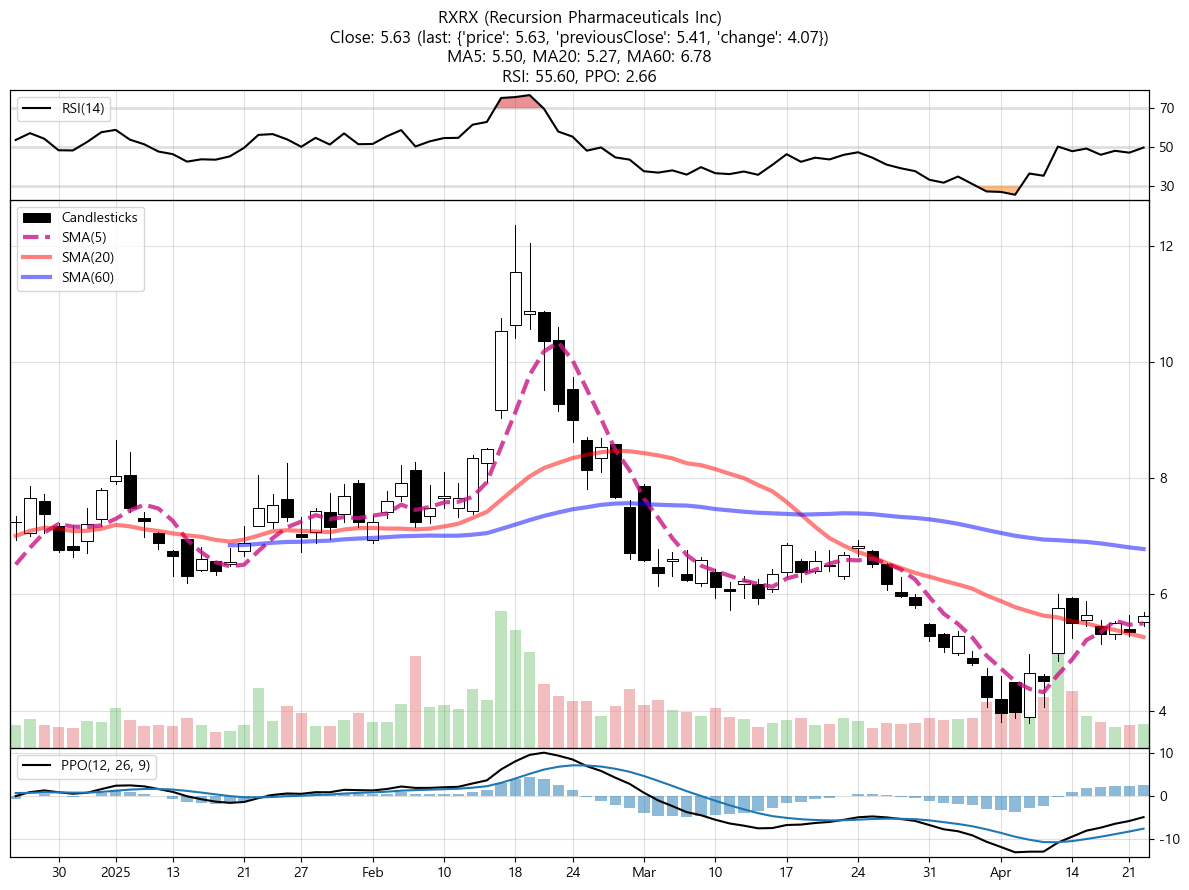 RXRX (Recursion Pharmaceuticals Inc)
Close: 5.63 (last: {'price': 5.63, 'previousClose': 5.41, 'change': 4.07})
MA5: 5.50, MA20: 5.27, MA60: 6.78
RSI: 55.60, PPO: 2.66
RSI(14)
70
50
30
Candlesticks
SMA(5)
SMA(20)
SMA(60)
12
10
8
6
4
PPO(12, 26, 9)
10
0
-10
30 2025 13 21 27 Feb 10 18 24 Mar 10 17 24 31 Apr 14 21